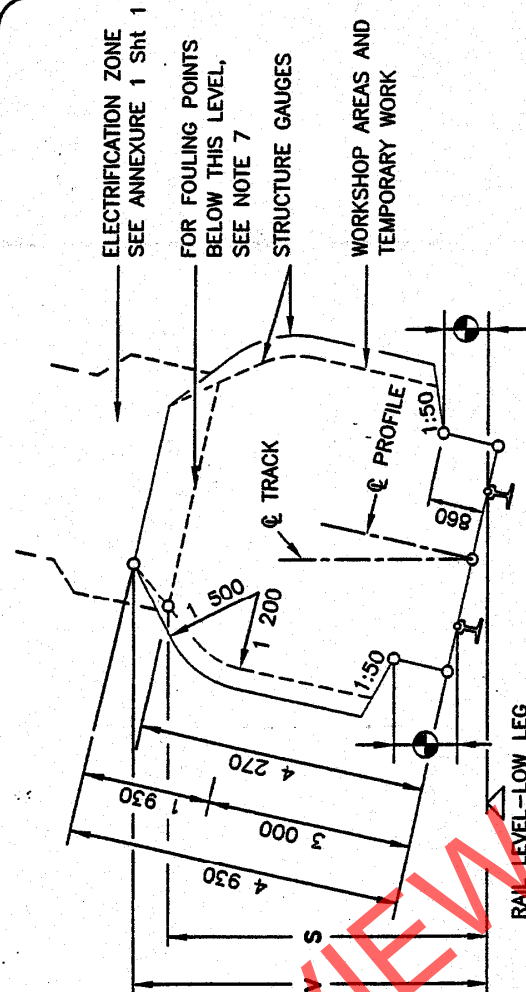 ELECTRIFICATION ZONE
SEE ANNEXURE 1 Sht 1
FOR FOULING POINTS
BELOW THIS LEVEL,
SEE NOTE 7
STRUCTURE GAUGES
WORKSHOP AREAS AND
TEMPORARY WORK
℄ TRACK
℄ PROFILE
1 500
1 200
1:50
1:50
860
4 270
1 930
3 000
4 930
S
V
RAIL LEVEL-LOW LEG
VIEW